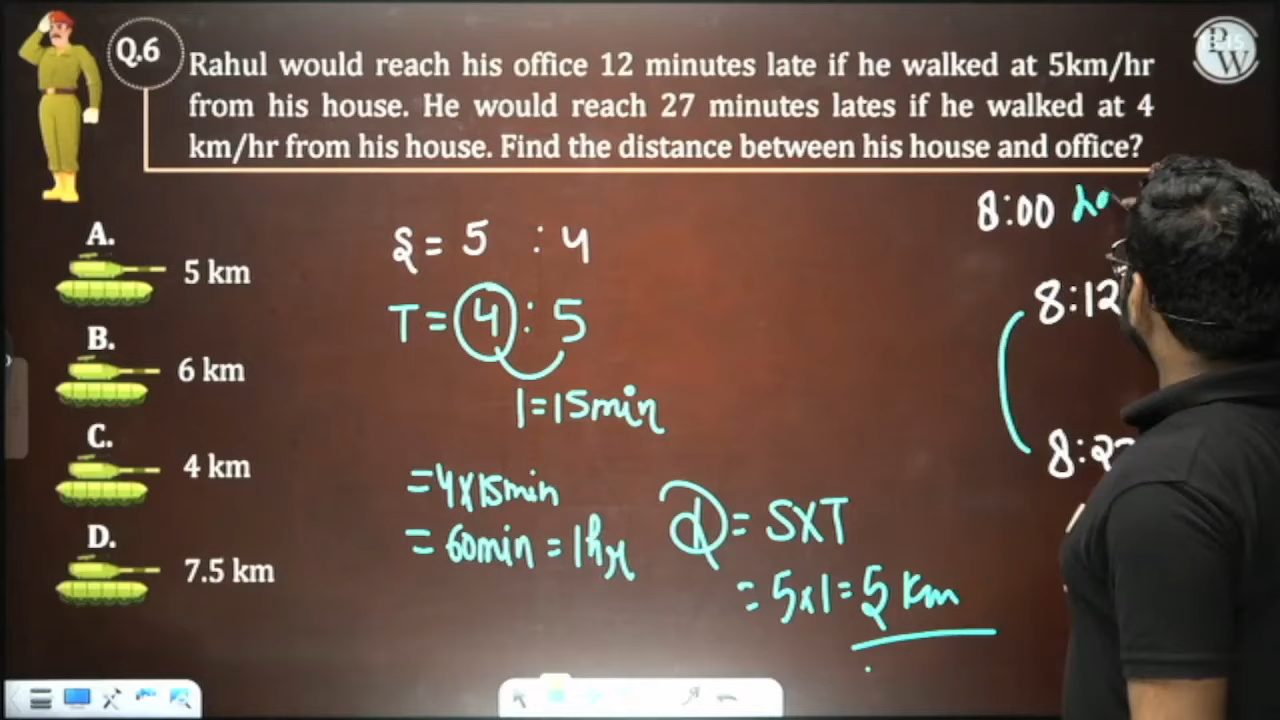 Q.6
Rahul would reach his office 12 minutes late if he walked at 5km/hr
from his house. He would reach 27 minutes lates if he walked at 4
km/hr from his house. Find the distance between his house and office?
A.
5 km
B.
6 km
C.
4 km
D.
7.5 km
S = 5 : 4
T = 4 : 5
1 = 15min
= 4x15min
= 60min = 1hr
d = SxT
= 5x1 = 5 Km
8:00
8:12
PW